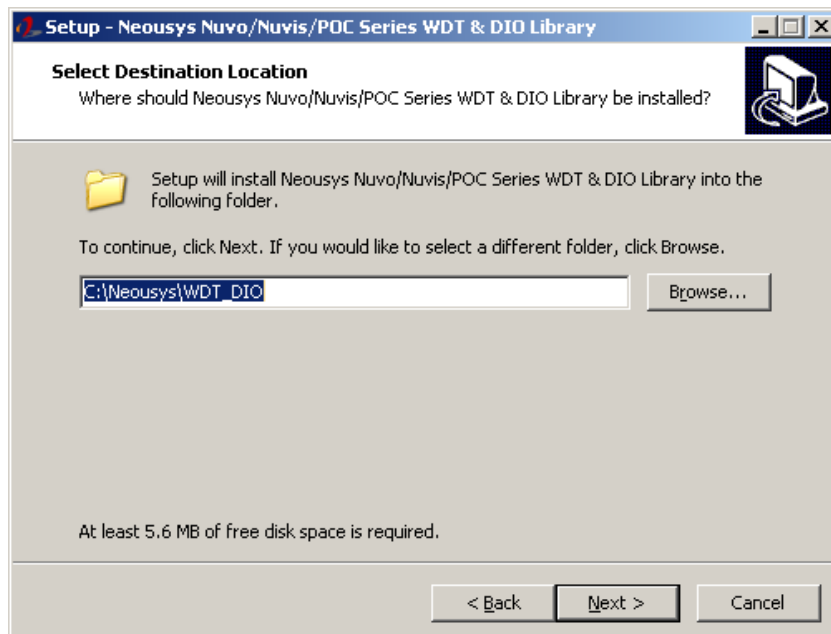 Setup - Neousys Nuvo/Nuvis/POC Series WDT & DIO Library
Select Destination Location
Where should Neousys Nuvo/Nuvis/POC Series WDT & DIO Library be installed?
Setup will install Neousys Nuvo/Nuvis/POC Series WDT & DIO Library into the
following folder.
To continue, click Next. If you would like to select a different folder, click Browse.
C:\Neousys\WDT_DIO
Browse...
At least 5.6 MB of free disk space is required.
< Back
Next >
Cancel